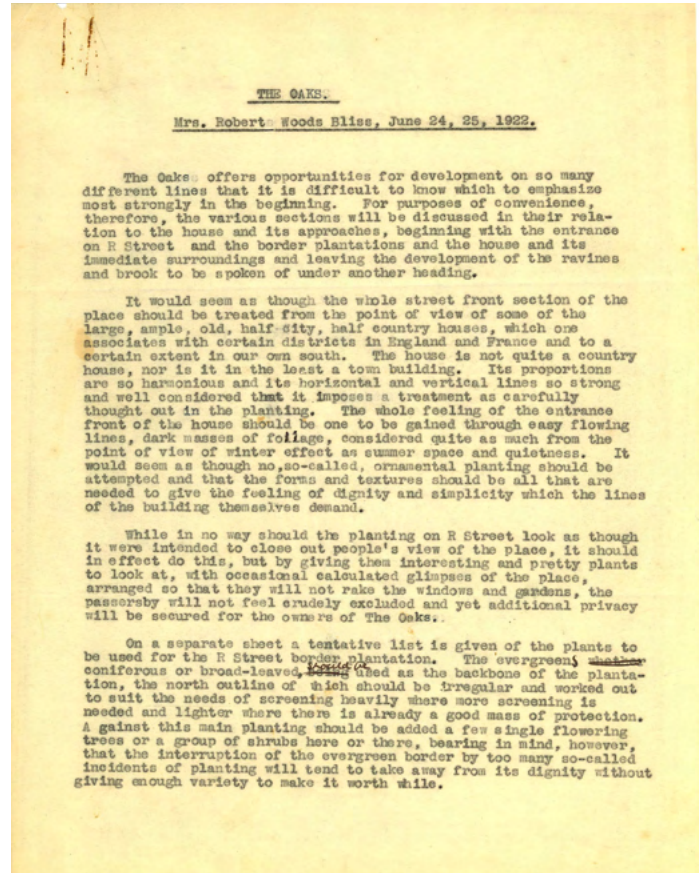 THE OAKS.
Mrs. Robert Woods Bliss, June 24, 25, 1922.
The Oaks offers opportunities for development on so many
different lines that it is difficult to know which to emphasize
most strongly in the beginning. For purposes of convenience,
therefore, the various sections will be discussed in their rela-
tion to the house and its approaches, beginning with the entrance
on R Street and the border plantations and the house and its
immediate surroundings and leaving the development of the ravines
and brook to be spoken of under another heading.
It would seem as though the whole street front section of the
place should be treated from the point of view of some of the
large, ample, old, half city, half country houses, which one
associates with certain districts in England and France and to a
certain extent in our own south. The house is not quite a country
house, nor is it in the least a town building. Its proportions
are so harmonious and its horizontal and vertical lines so strong
and well considered that it imposes a treatment as carefully
thought out in the planting. The whole feeling of the entrance
front of the house should be one to be gained through easy flowing
lines, dark masses of foliage, considered quite as much from the
point of view of winter effect as summer space and quietness. It
would seem as though no,so-called, ornamental planting should be
attempted and that the forms and textures should be all that are
needed to give the feeling of dignity and simplicity which the lines
of the building themselves demand.
While in no way should the planting on R Street look as though
it were intended to close out people's view of the place, it should
in effect do this, but by giving them interesting and pretty plants
to look at, with occasional calculated glimpses of the place,
arranged so that they will not rake the windows and gardens, the
passersby will not feel crudely excluded and yet additional privacy
will be secured for the owners of The Oaks.
On a separate sheet a tentative list is given of the plants to
be used for the R Street border plantation. The evergreens whether
coniferous or broad-leaved, should be being used as the backbone of the planta-
tion, the north outline of which should be irregular and worked out
to suit the needs of screening heavily where more screening is
needed and lighter where there is already a good mass of protection.
A gainst this main planting should be added a few single flowering
trees or a group of shrubs here or there, bearing in mind, however,
that the interruption of the evergreen border by too many so-called
incidents of planting will tend to take away from its dignity without
giving enough variety to make it worth while.